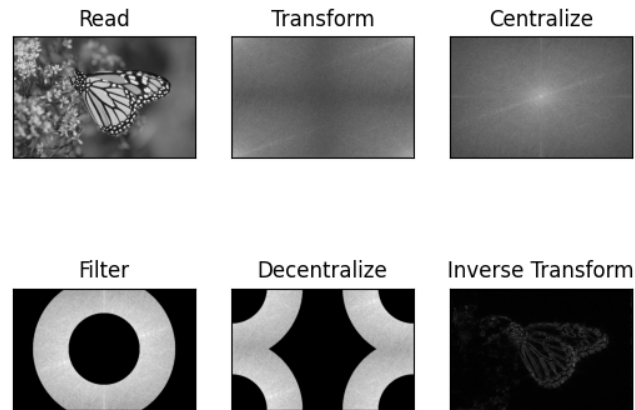 Read
Transform
Centralize
Filter
Decentralize
Inverse Transform